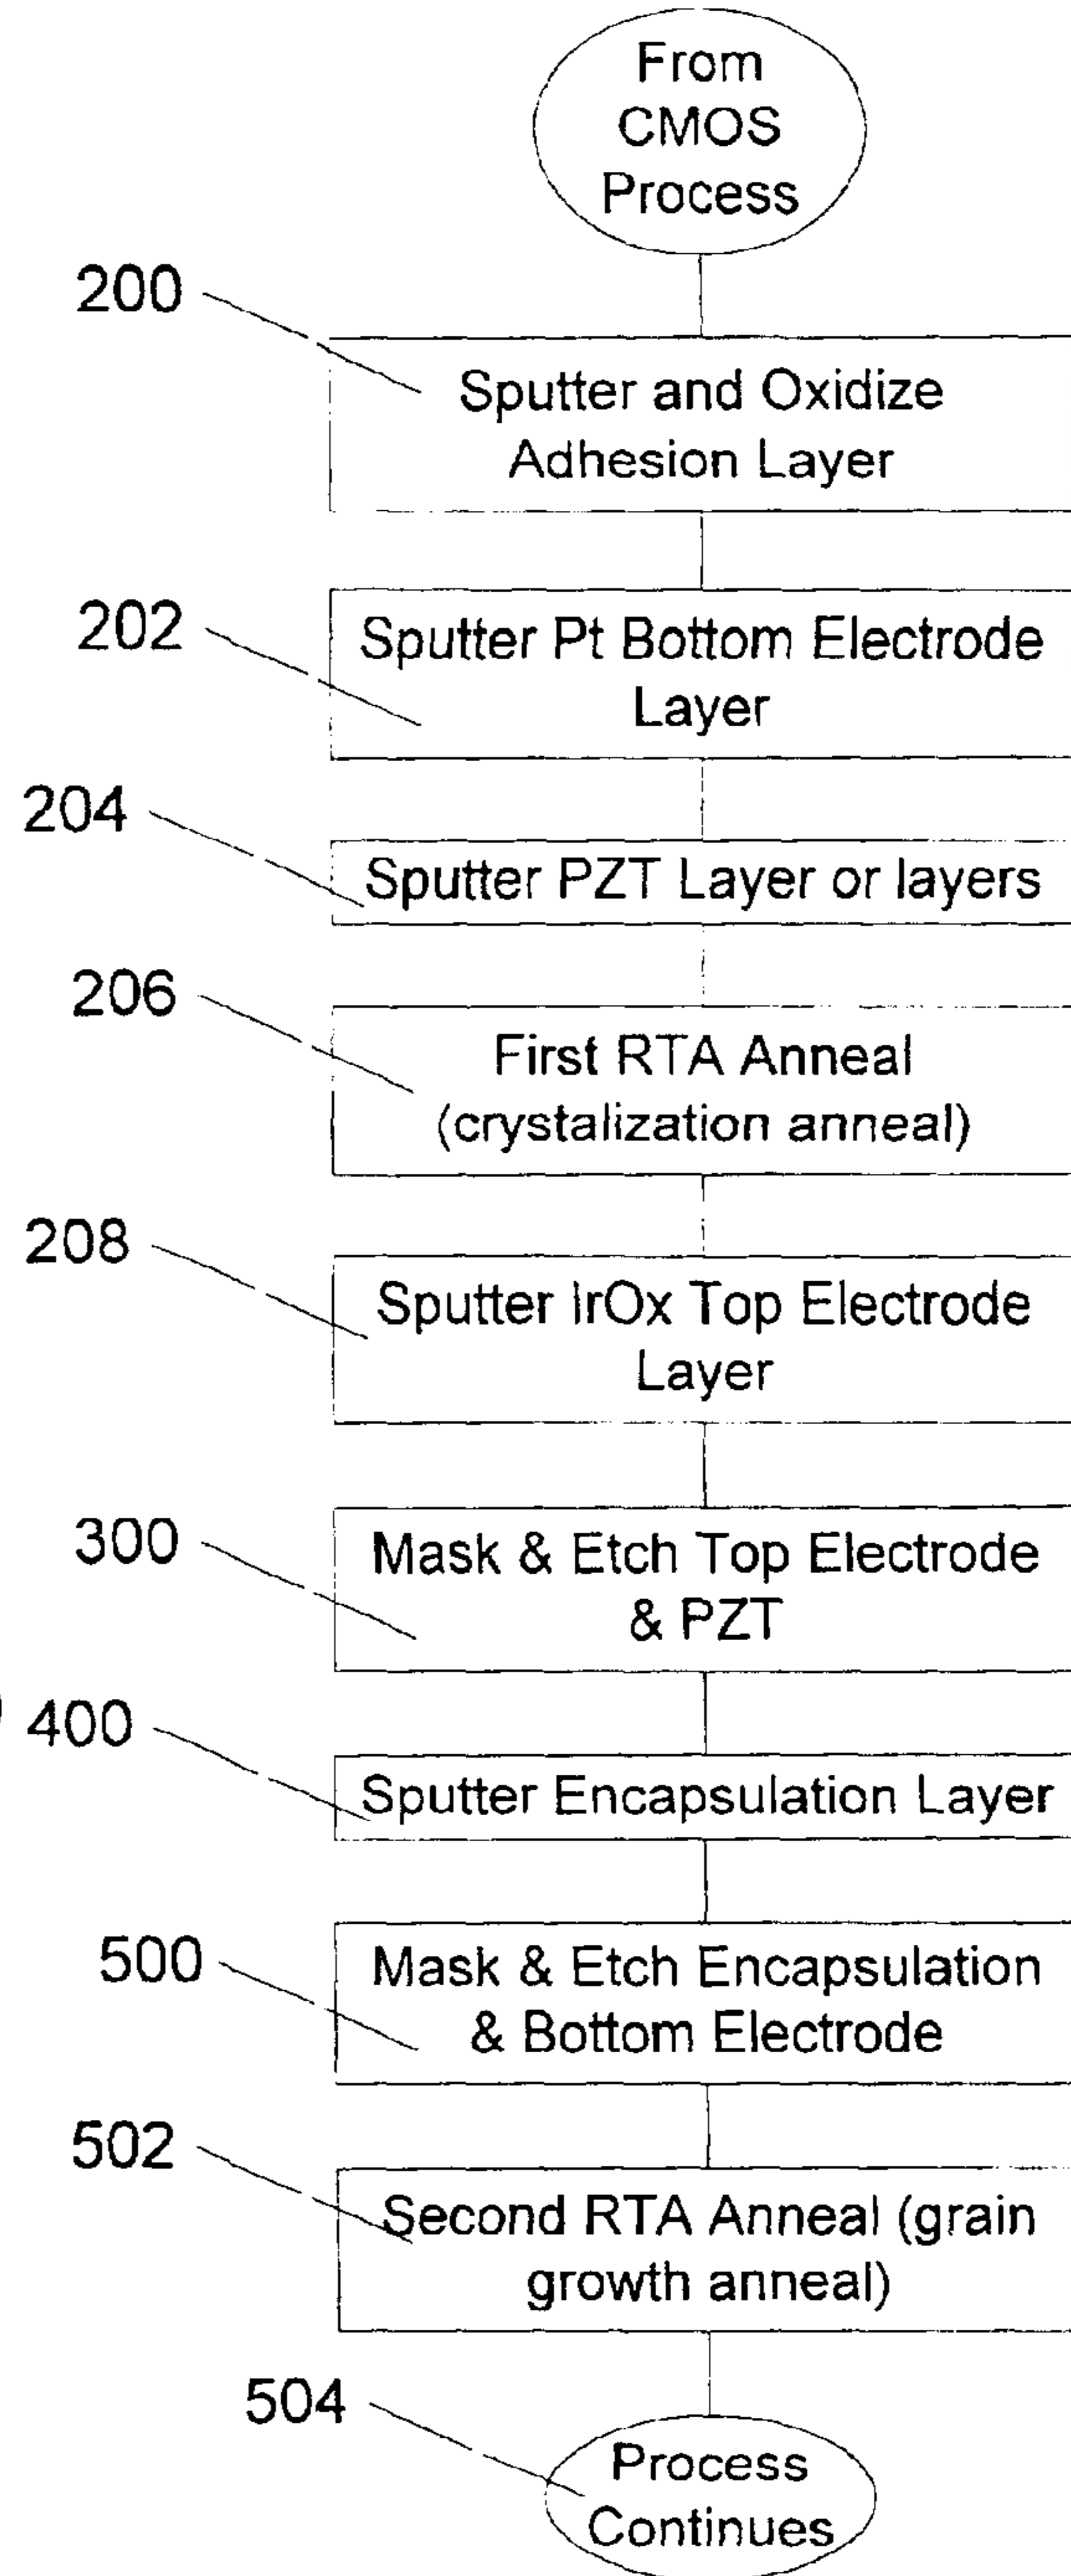 From
CMOS
Process
200
Sputter and Oxidize
Adhesion Layer
202
Sputter Pt Bottom Electrode
Layer
204
Sputter PZT Layer or layers
206
First RTA Anneal
(crystalization anneal)
208
Sputter IrOx Top Electrode
Layer
300
Mask & Etch Top Electrode
& PZT
400
Sputter Encapsulation Layer
500
Mask & Etch Encapsulation
& Bottom Electrode
502
Second RTA Anneal (grain
growth anneal)
504
Process
Continues